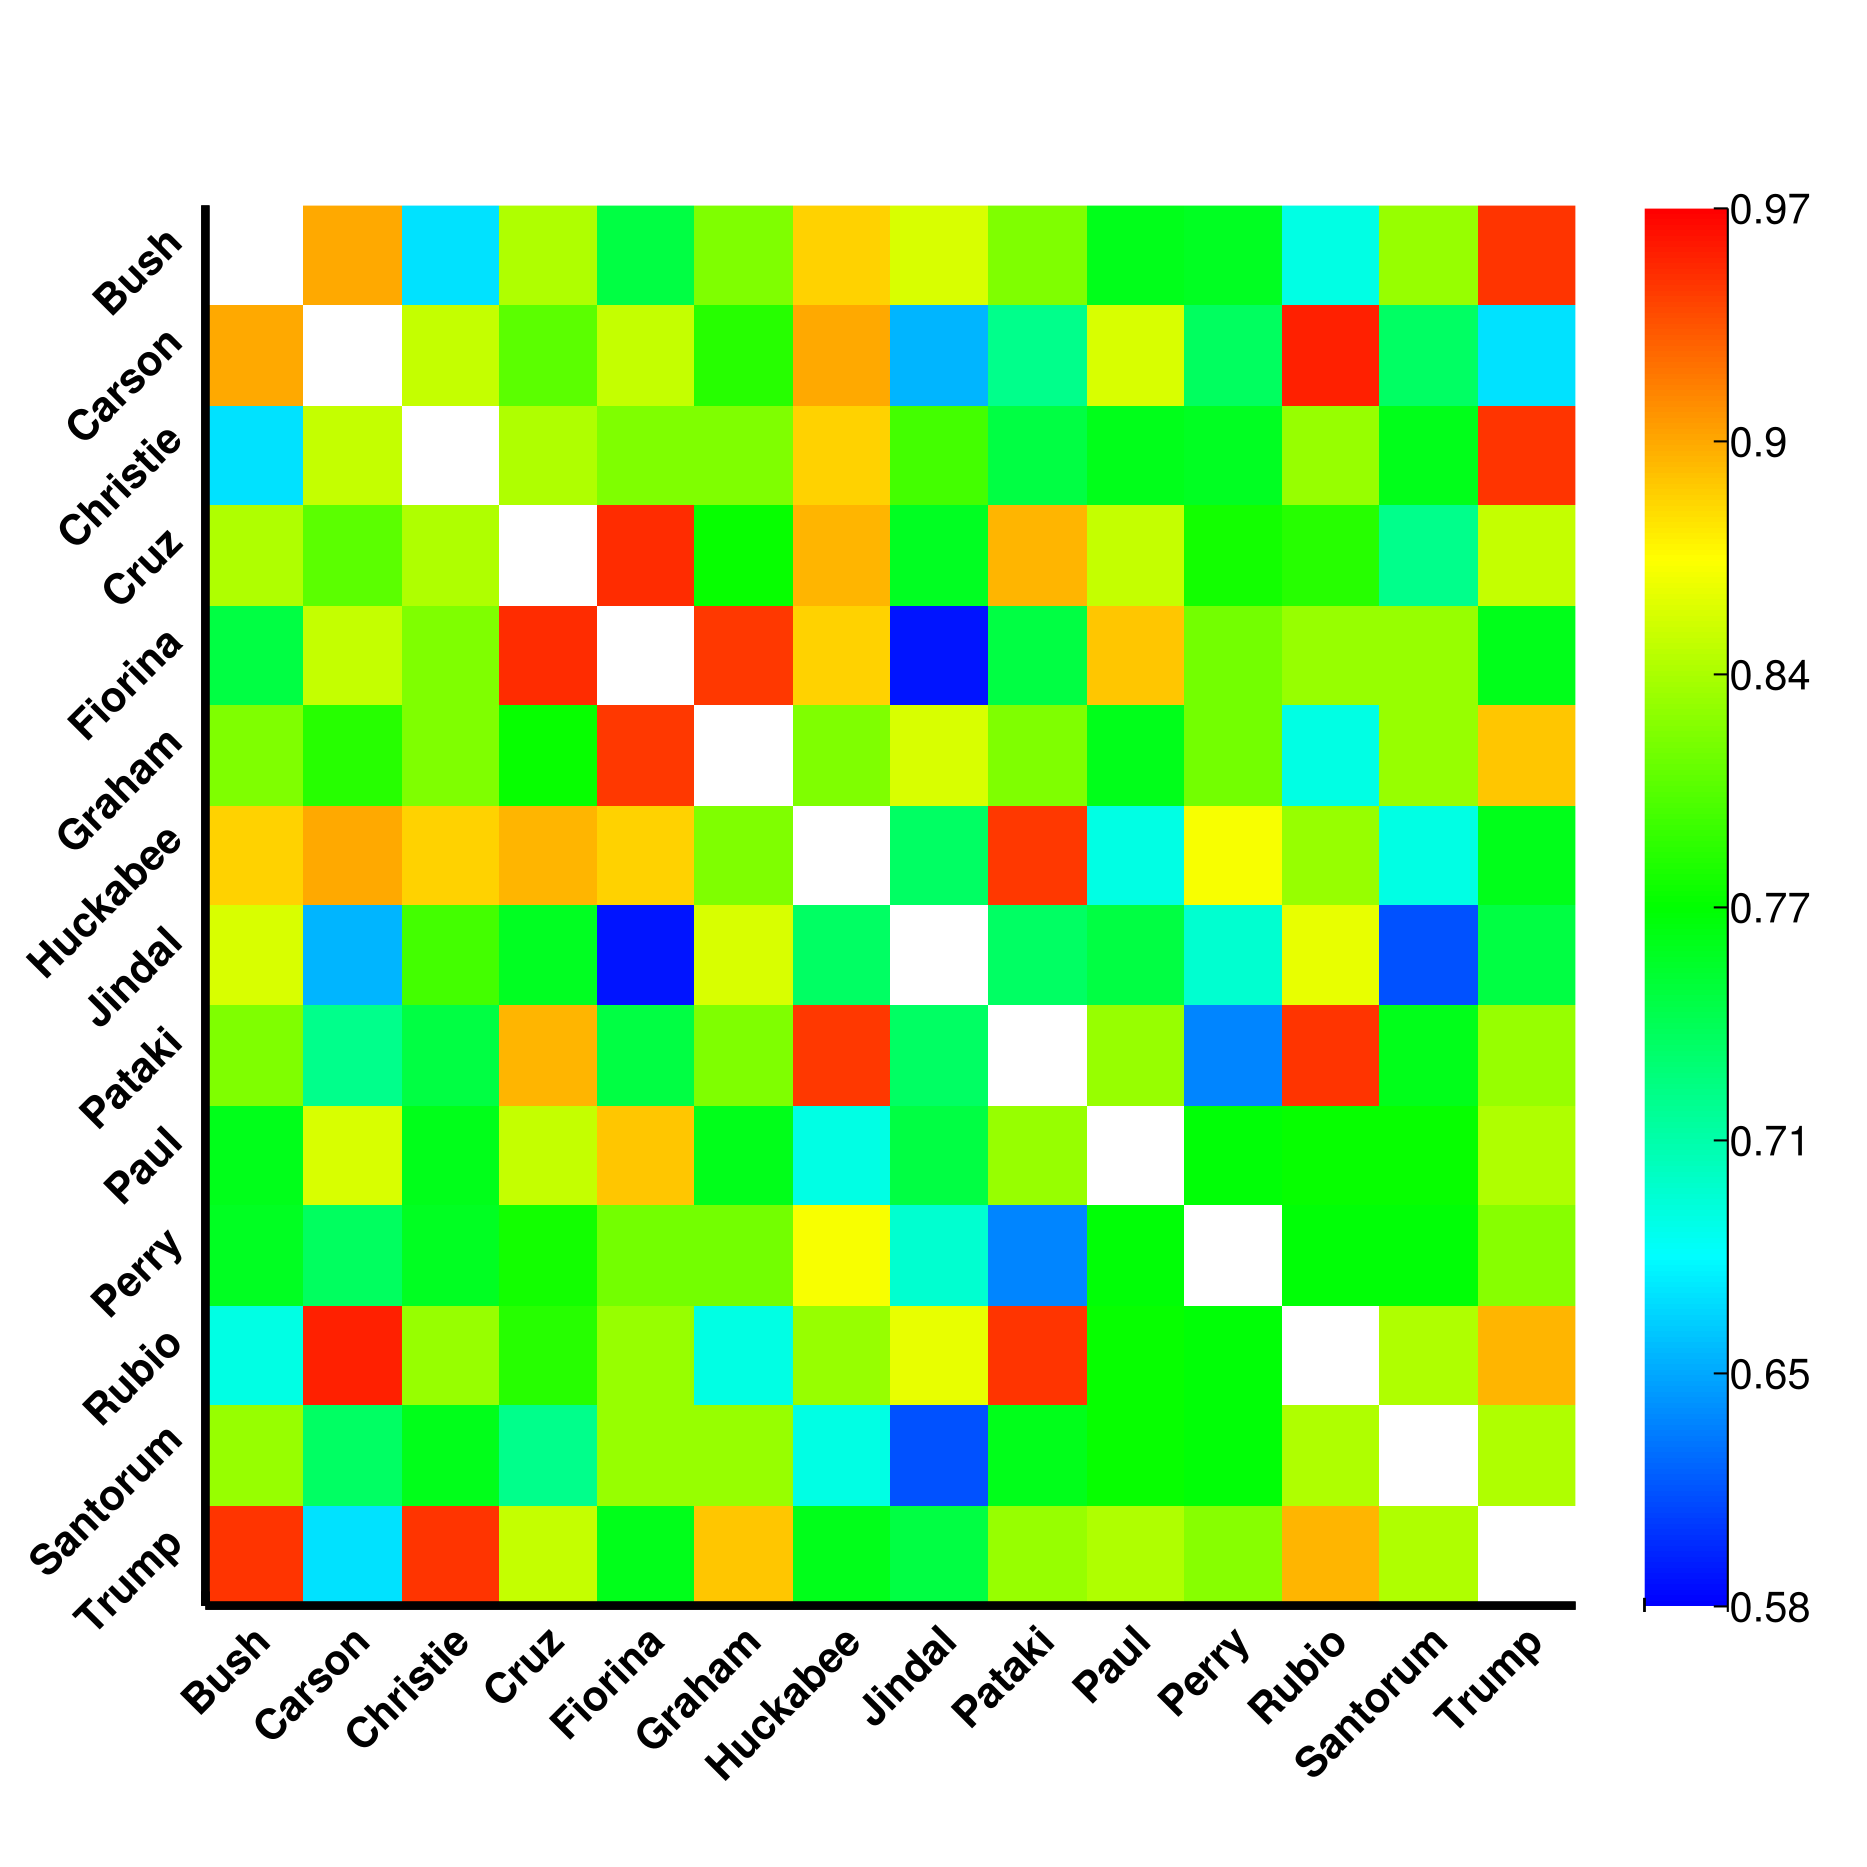 Bush
Carson
Christie
Cruz
Fiorina
Graham
Huckabee
Jindal
Pataki
Paul
Perry
Rubio
Santorum
Trump
Bush
Carson
Christie
Cruz
Fiorina
Graham
Huckabee
Jindal
Pataki
Paul
Perry
Rubio
Santorum
Trump
0.97
0.9
0.84
0.77
0.71
0.65
0.58